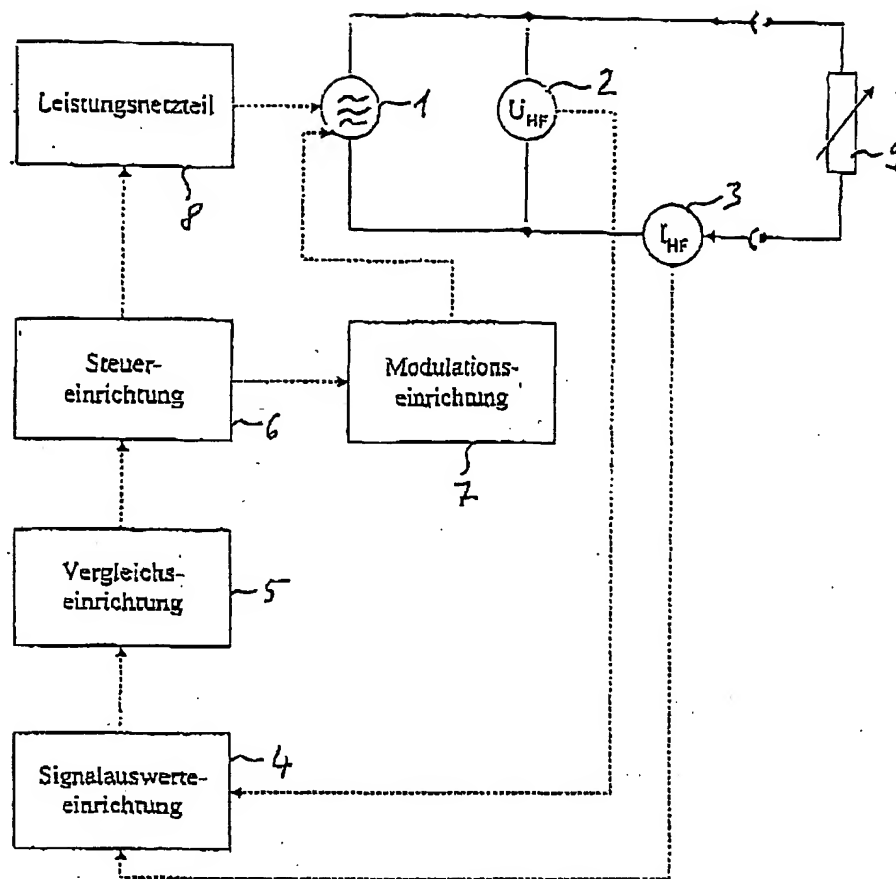 Leistungsnetzteil
8
1
2
U_HF
3
I_HF
9
Steuer-
einrichtung
6
Modulations-
einrichtung
7
Vergleichs-
einrichtung
5
Signalauswerte-
einrichtung
4